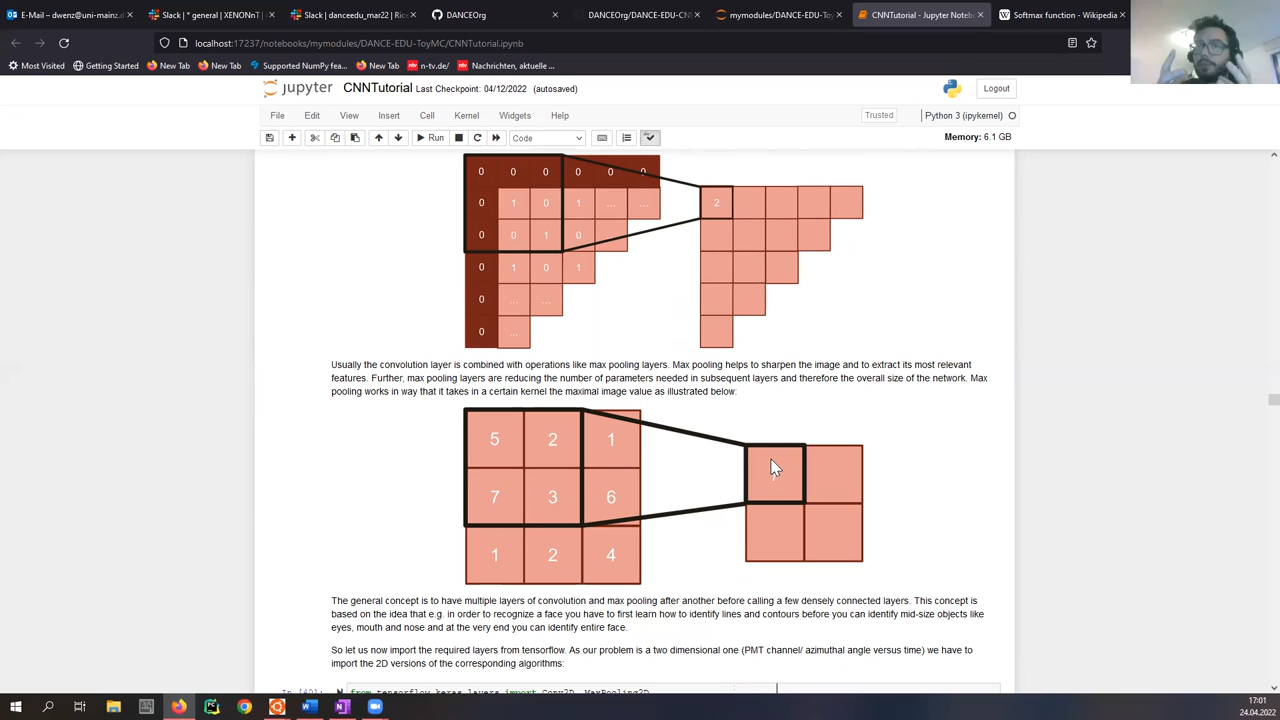 E-Mail – dwenz@uni-mainz.d
Slack | * general | XENONnT |
Slack | danceedu_mar22 | Rice
DANCEOrg
DANCEOrg/DANCE-EDU-CN
mymodules/DANCE-EDU-ToyM
CNNTutorial - Jupyter Notebo
Softmax function - Wikipedia
localhost:17237/notebooks/mymodules/DANCE-EDU-ToyMC/CNNTutorial.ipynb
Most Visited Getting Started New Tab New Tab Supported NumPy featu... New Tab n-tv.de/ Nachrichten, aktuelle ...
jupyter CNNTutorial Last Checkpoint: 04/12/2022 (autosaved) Logout
File Edit View Insert Cell Kernel Widgets Help Trusted Python 3 (ipykernel)
Run Code Memory: 6.1 GB
0 0 0 0 0 0
0 1 0 1 ... ... 2
0 0 1 0
0 1 0 1
0 ... ...
0 ...
Usually the convolution layer is combined with operations like max pooling layers. Max pooling helps to sharpen the image and to extract its most relevant
features. Further, max pooling layers are reducing the number of parameters needed in subsequent layers and therefore the overall size of the network. Max
pooling works in way that it takes in a certain kernel the maximal image value as illustrated below:
5 2 1
7 3 6
1 2 4
The general concept is to have multiple layers of convolution and max pooling after another before calling a few densely connected layers. This concept is
based on the idea that e.g. in order to recognize a face you have to first learn how to identify lines and contours before you can identify mid-size objects like
eyes, mouth and nose and at the very end you can identify entire face.
So let us now import the required layers from tensorflow. As our problem is a two dimensional one (PMT channel/ azimuthal angle versus time) we have to
import the 2D versions of the corresponding algorithms:
In [40]: from tensorflow.keras.layers import Conv2D, MaxPooling2D
17:01
24.04.2022